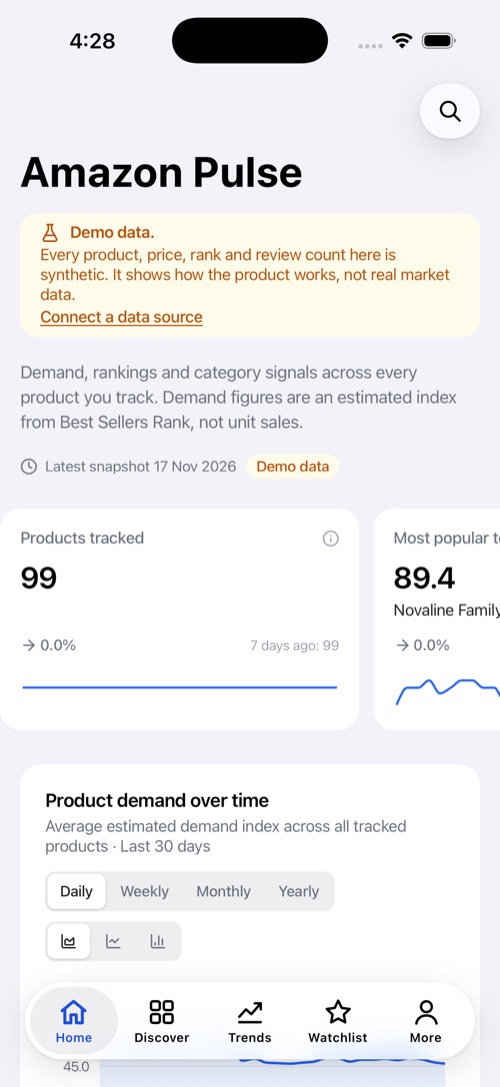 4:28
Amazon Pulse
Demo data.
Every product, price, rank and review count here is
synthetic. It shows how the product works, not real market
data.
Connect a data source
Demand, rankings and category signals across every
product you track. Demand figures are an estimated index
from Best Sellers Rank, not unit sales.
Latest snapshot 17 Nov 2026 Demo data
Products tracked
99
→ 0.0% 7 days ago: 99
Most popular
89.4
Novaline Family
→ 0.0%
Product demand over time
Average estimated demand index across all tracked
products · Last 30 days
Daily Weekly Monthly Yearly
Home Discover Trends Watchlist More
45.0